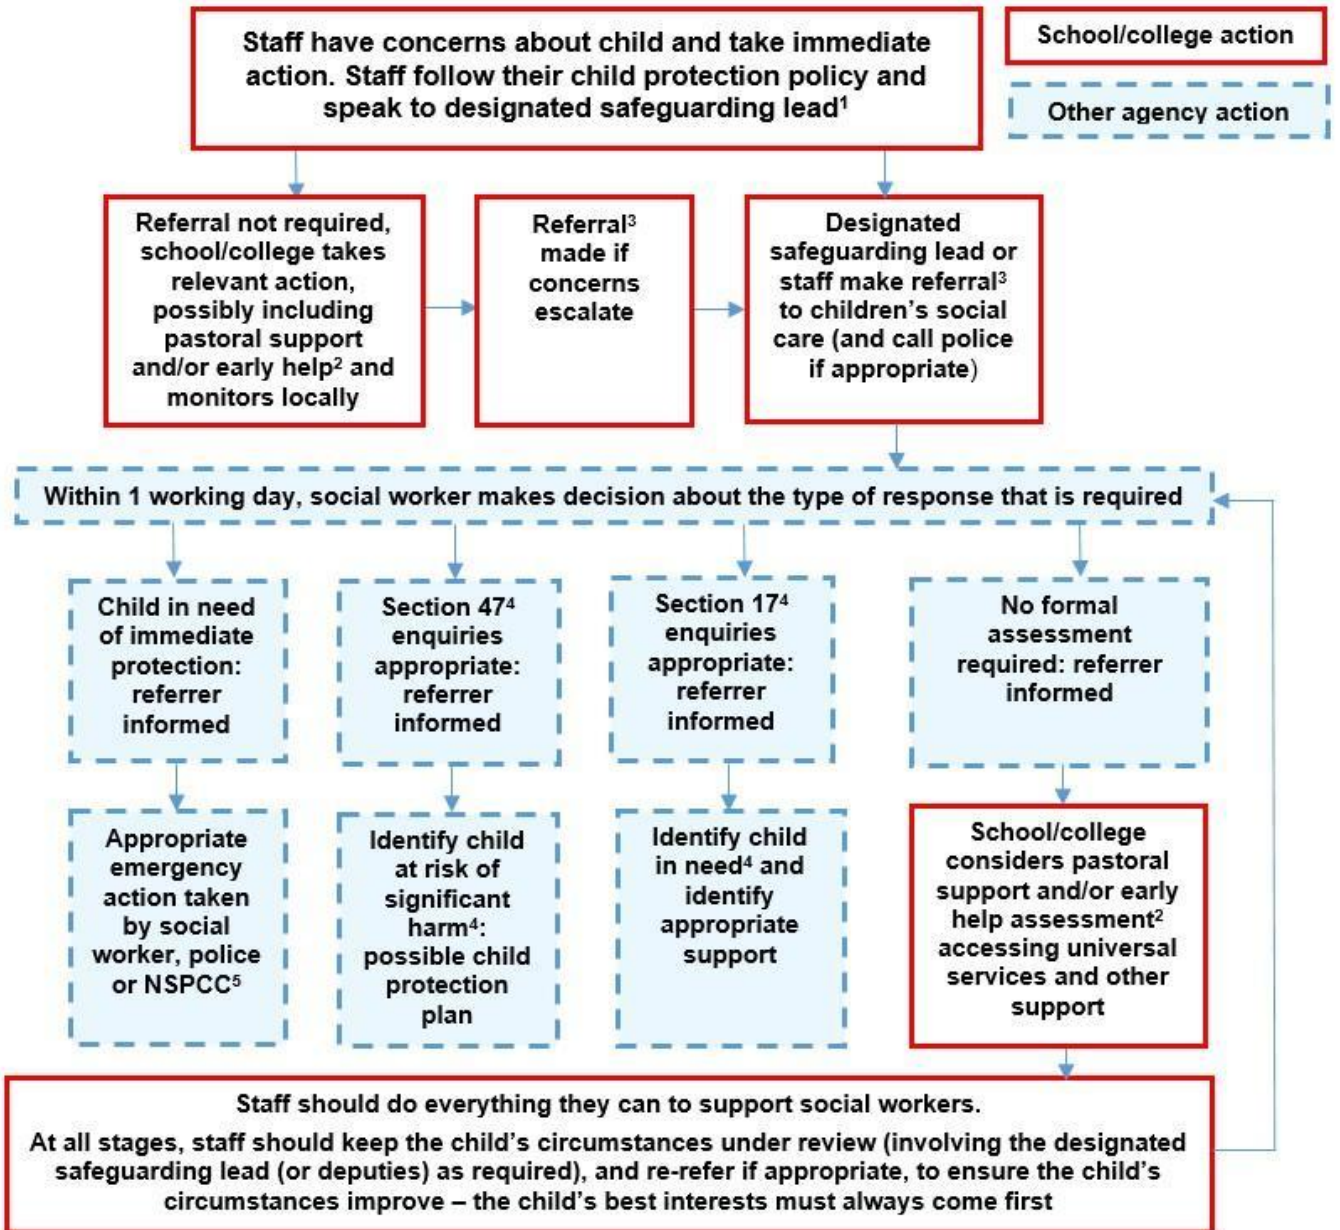 Staff have concerns about child and take immediate
action. Staff follow their child protection policy and
speak to designated safeguarding lead¹
School/college action
Other agency action
Referral not required,
school/college takes
relevant action,
possibly including
pastoral support
and/or early help² and
monitors locally
Referral³
made if
concerns
escalate
Designated
safeguarding lead or
staff make referral³
to children’s social
care (and call police
if appropriate)
Within 1 working day, social worker makes decision about the type of response that is required
Child in need
of immediate
protection:
referrer
informed
Section 47⁴
enquiries
appropriate:
referrer
informed
Section 17⁴
enquiries
appropriate:
referrer
informed
No formal
assessment
required: referrer
informed
Appropriate
emergency
action taken
by social
worker, police
or NSPCC⁵
Identify child
at risk of
significant
harm⁴:
possible child
protection
plan
Identify child
in need⁴ and
identify
appropriate
support
School/college
considers pastoral
support and/or early
help assessment²
accessing universal
services and other
support
Staff should do everything they can to support social workers.
At all stages, staff should keep the child’s circumstances under review (involving the designated
safeguarding lead (or deputies) as required), and re-refer if appropriate, to ensure the child’s
circumstances improve – the child’s best interests must always come first